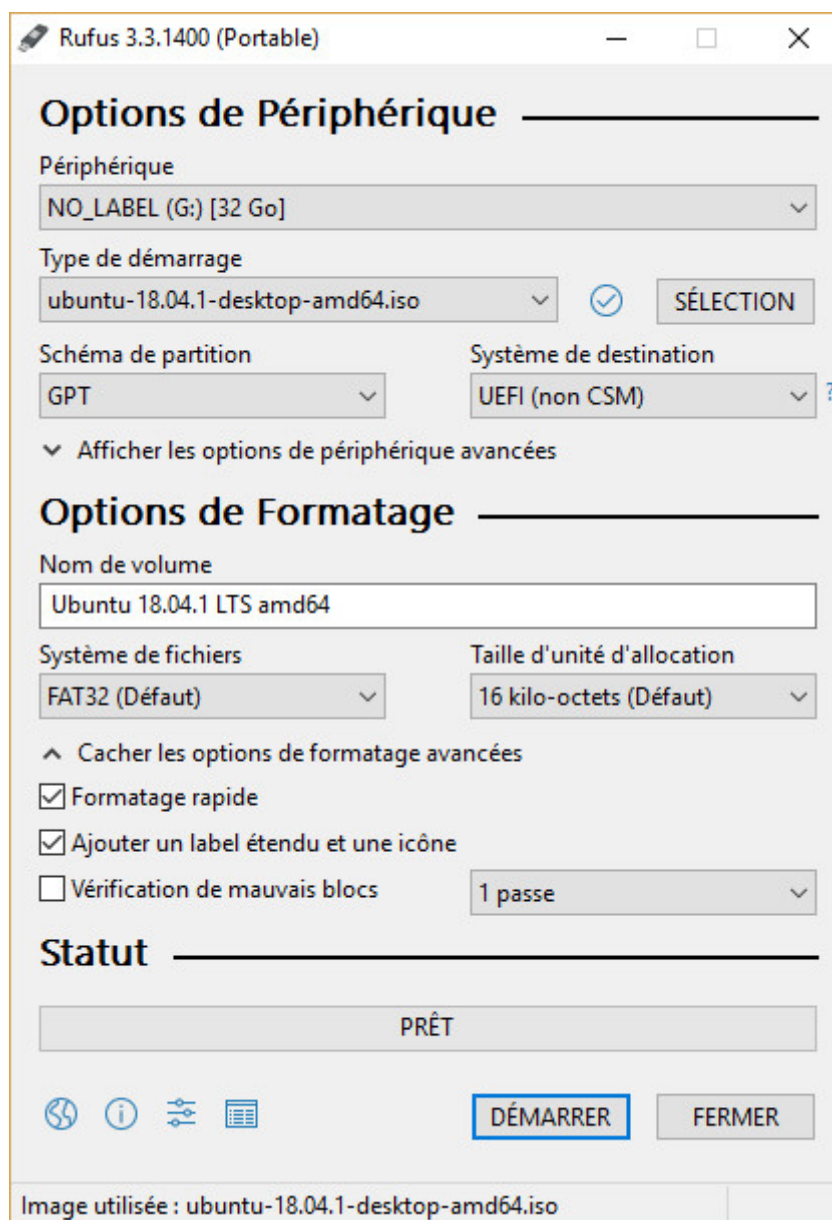 Rufus 3.3.1400 (Portable)
Options de Périphérique
Périphérique
NO_LABEL (G:) [32 Go]
Type de démarrage
ubuntu-18.04.1-desktop-amd64.iso
SÉLECTION
Schéma de partition
Système de destination
GPT
UEFI (non CSM)
?
Afficher les options de périphérique avancées
Options de Formatage
Nom de volume
Ubuntu 18.04.1 LTS amd64
Système de fichiers
Taille d'unité d'allocation
FAT32 (Défaut)
16 kilo-octets (Défaut)
Cacher les options de formatage avancées
Formatage rapide
Ajouter un label étendu et une icône
Vérification de mauvais blocs
1 passe
Statut
PRÊT
DÉMARRER
FERMER
Image utilisée : ubuntu-18.04.1-desktop-amd64.iso